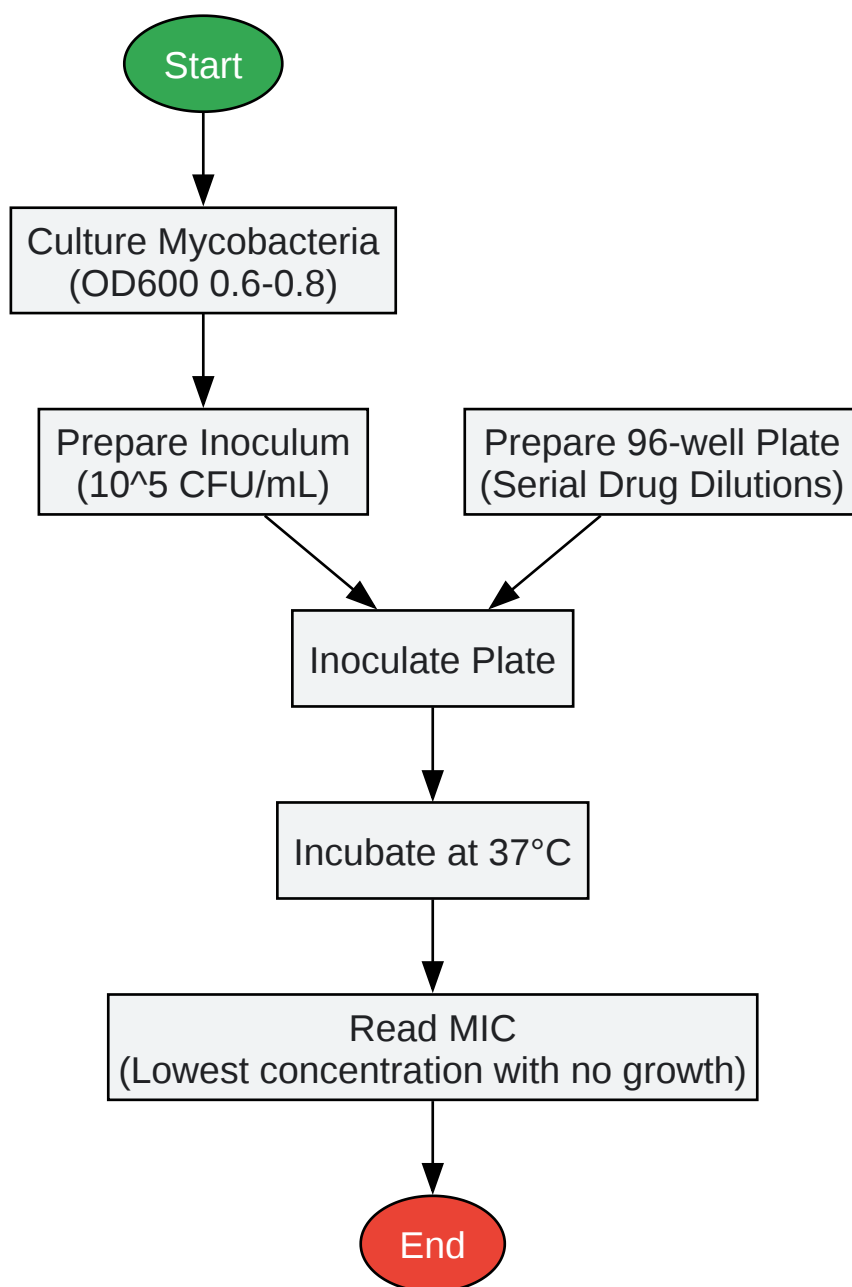 Start
Culture Mycobacteria
(OD600 0.6-0.8)
Prepare Inoculum
(10^5 CFU/mL)
Prepare 96-well Plate
(Serial Drug Dilutions)
Inoculate Plate
Incubate at 37°C
Read MIC
(Lowest concentration with no growth)
End